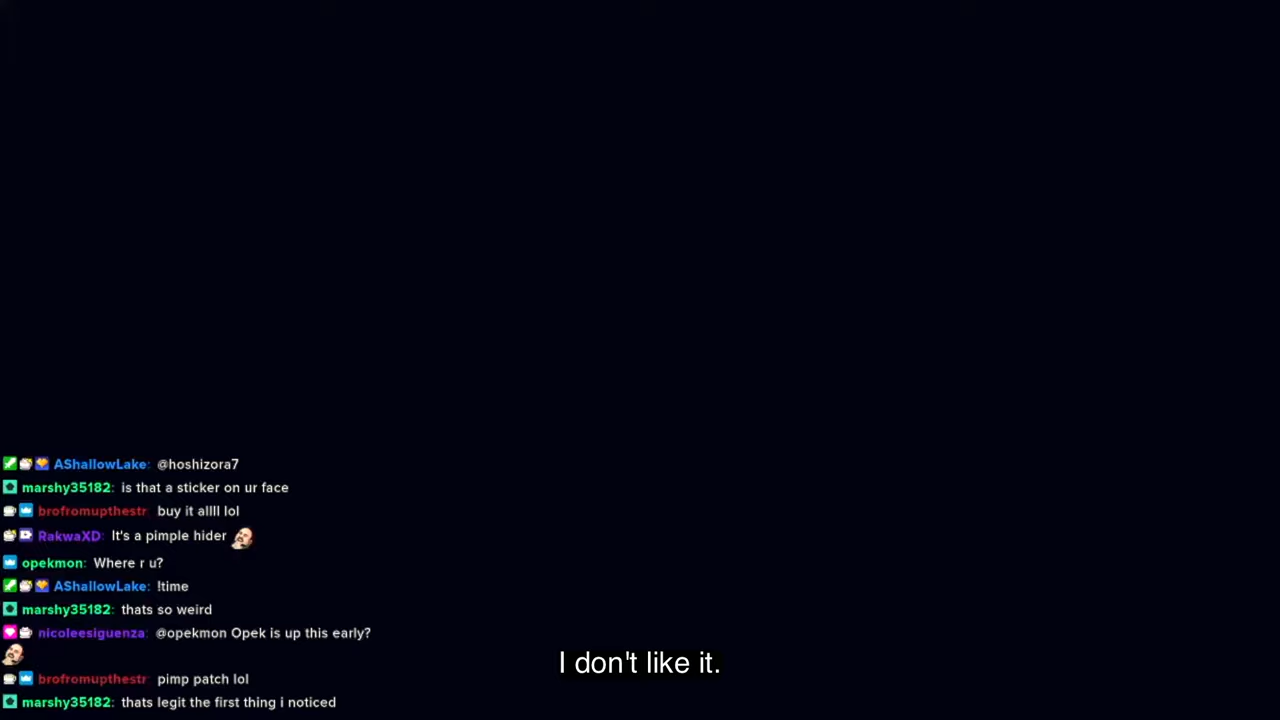 AShallowLake: @hoshizora7
marshy35182: is that a sticker on ur face
brofromupthestr: buy it allll lol
RakwaXD: It's a pimple hider
opekmon: Where r u?
AShallowLake: !time
marshy35182: thats so weird
nicoleesiguenza: @opekmon Opek is up this early?
I don't like it.
brofromupthestr: pimp patch lol
marshy35182: thats legit the first thing i noticed